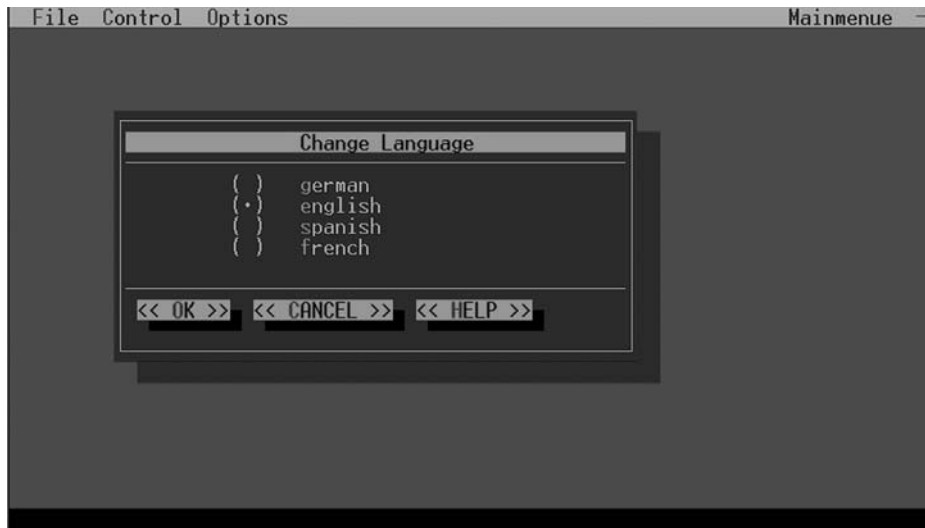 File Control Options Mainmenue
Change Language
( ) german
(•) english
( ) spanish
( ) french
<< OK >> << CANCEL >> << HELP >>